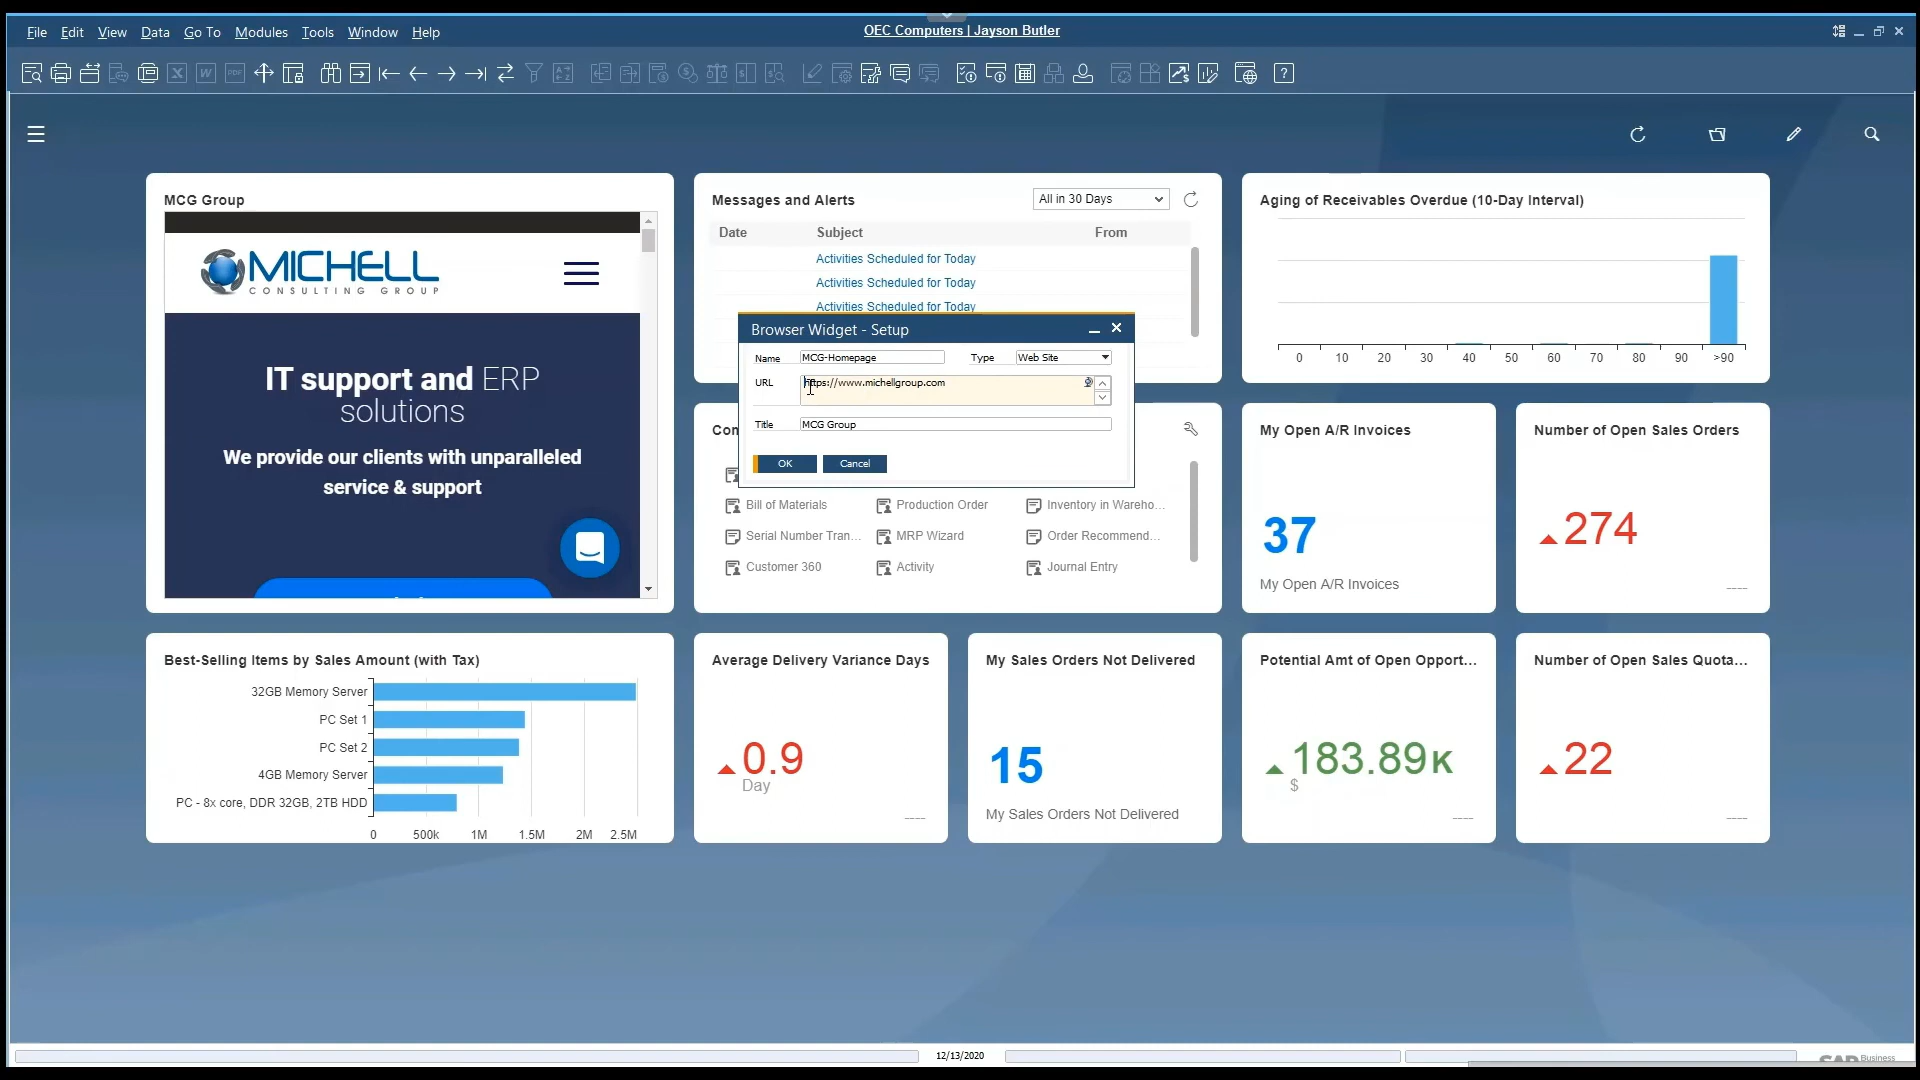 OEC Computers | Jayson Butler
File Edit View Data Go To Modules Tools Window Help
MCG Group
MICHELL
CONSULTING GROUP
IT support and ERP
solutions
We provide our clients with unparalleled
service & support
Messages and Alerts
All in 30 Days
Date Subject From
Activities Scheduled for Today
Activities Scheduled for Today
Activities Scheduled for Today
Aging of Receivables Overdue (10-Day Interval)
0 10 20 30 40 50 60 70 80 90 >90
Browser Widget - Setup
Name MCG-Homepage Type Web Site
URL https://www.michellgroup.com
Title MCG Group
OK Cancel
Bill of Materials Production Order Inventory in Wareho...
Serial Number Tran... MRP Wizard Order Recommend...
Customer 360 Activity Journal Entry
My Open A/R Invoices
37
My Open A/R Invoices
Number of Open Sales Orders
274
----
Best-Selling Items by Sales Amount (with Tax)
32GB Memory Server
PC Set 1
PC Set 2
4GB Memory Server
PC - 8x core, DDR 32GB, 2TB HDD
0 500k 1M 1.5M 2M 2.5M
Average Delivery Variance Days
0.9
Day
----
My Sales Orders Not Delivered
15
My Sales Orders Not Delivered
Potential Amt of Open Opport...
183.89K
$
----
Number of Open Sales Quota...
22
----
12/13/2020
SAP Business